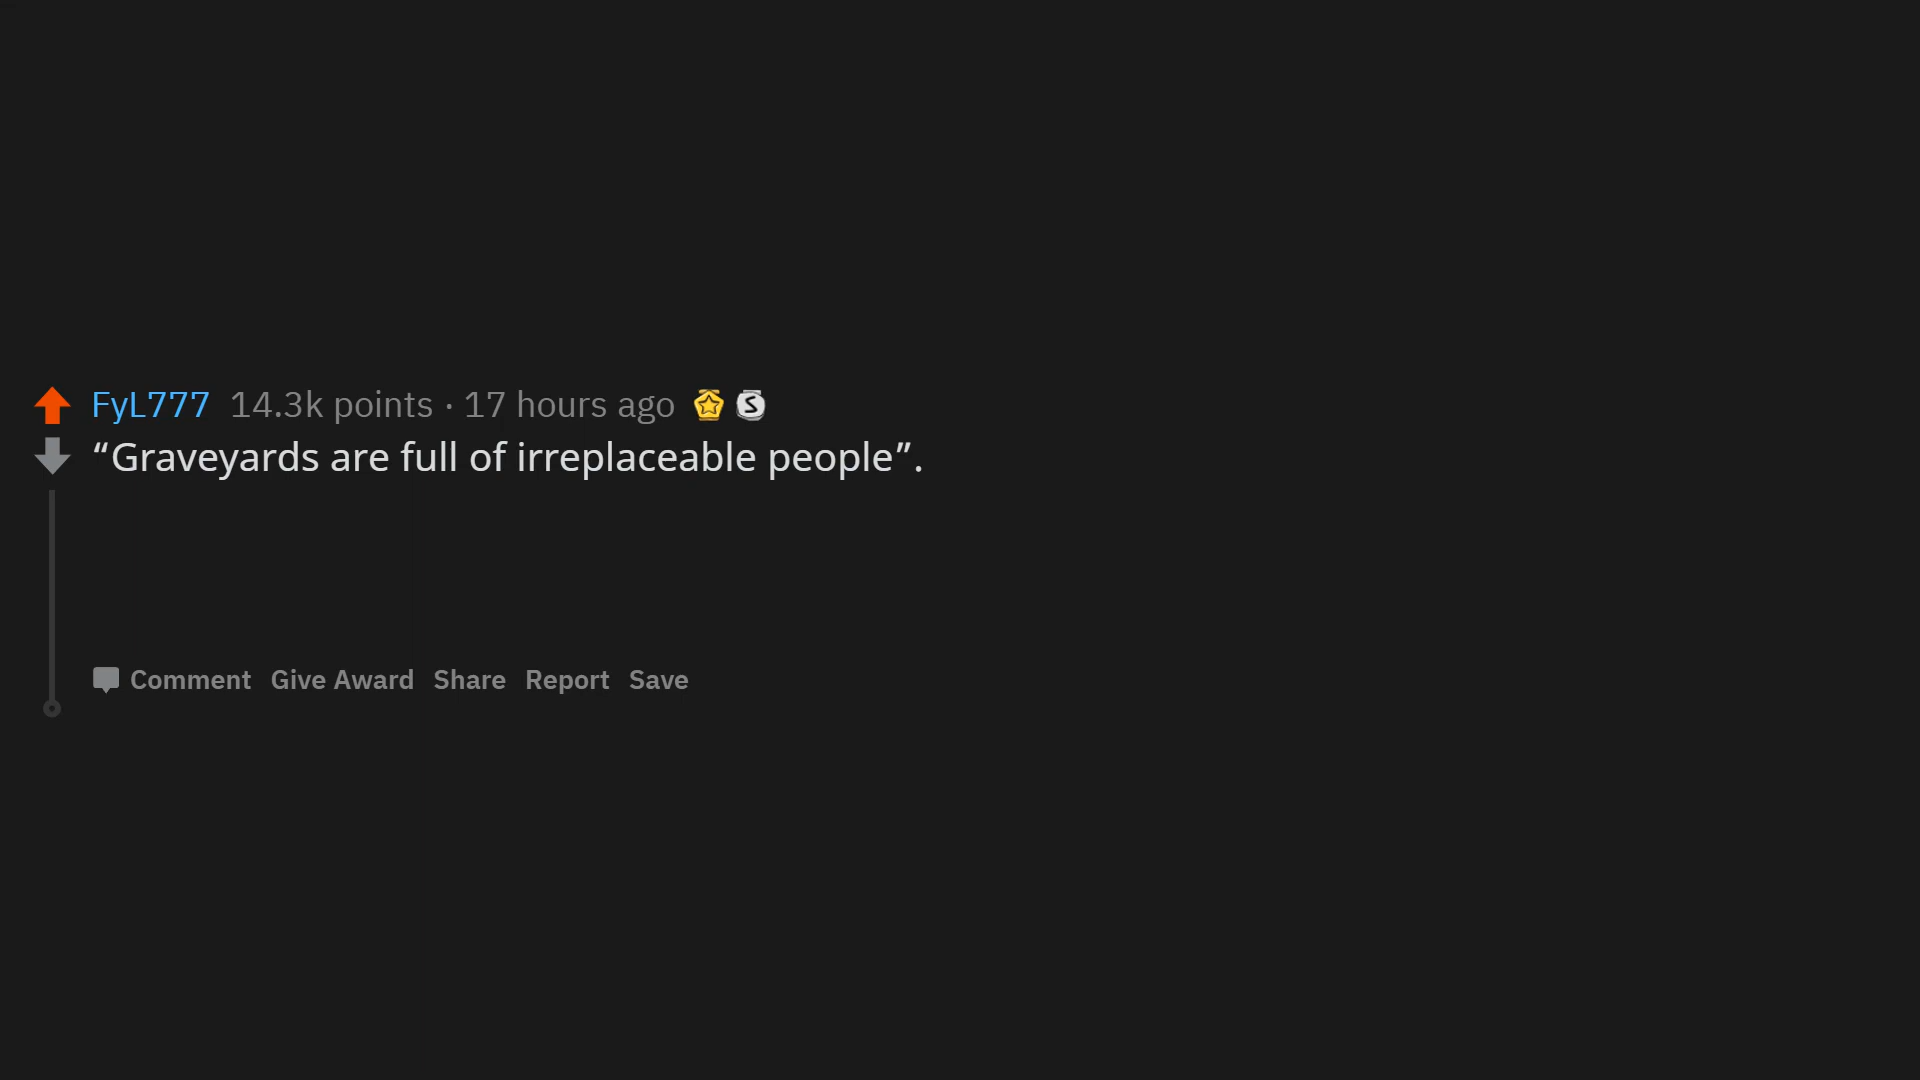 FyL777 14.3k points · 17 hours ago S
“Graveyards are full of irreplaceable people”.
Comment Give Award Share Report Save